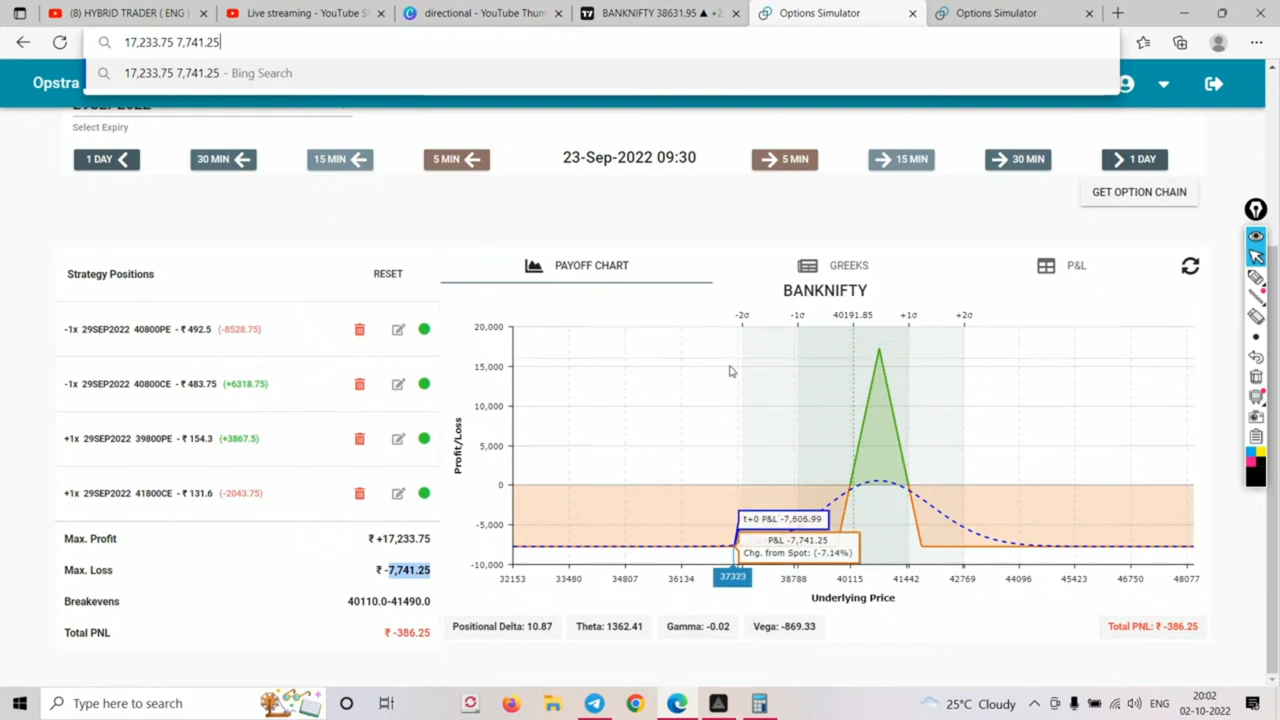 (8) HYBRID TRADER ( ENG )
Live streaming - YouTube S
directional - YouTube Thum
BANKNIFTY 38631.95 ▲ +2.
Options Simulator
Options Simulator
17,233.75 7,741.25
17,233.75 7,741.25 - Bing Search
Opstra
29SEP2022
Select Expiry
1 DAY
30 MIN
15 MIN
5 MIN
23-Sep-2022 09:30
5 MIN
15 MIN
30 MIN
1 DAY
GET OPTION CHAIN
Strategy Positions
RESET
-1x 29SEP2022 40800PE - ₹ 492.5 (-8528.75)
-1x 29SEP2022 40800CE - ₹ 483.75 (+6318.75)
+1x 29SEP2022 39800PE - ₹ 154.3 (+3867.5)
+1x 29SEP2022 41800CE - ₹ 131.6 (-2043.75)
Max. Profit ₹ +17,233.75
Max. Loss ₹ -7,741.25
Breakevens 40110.0-41490.0
Total PNL ₹ -386.25
PAYOFF CHART
GREEKS
P&L
BANKNIFTY
-2σ -1σ 40191.85 +1σ +2σ
20,000
15,000
10,000
5,000
0
-5,000
-10,000
Profit/Loss
t+0 P&L -7,606.99
P&L -7,741.25
Chg. from Spot: (-7.14%)
32153 33480 34807 36134 37323 38788 40115 41442 42769 44096 45423 46750 48077
Underlying Price
Positional Delta: 10.87
Theta: 1362.41
Gamma: -0.02
Vega: -869.33
Total PNL: ₹ -386.25
Type here to search
25°C Cloudy
ENG
20:02
02-10-2022